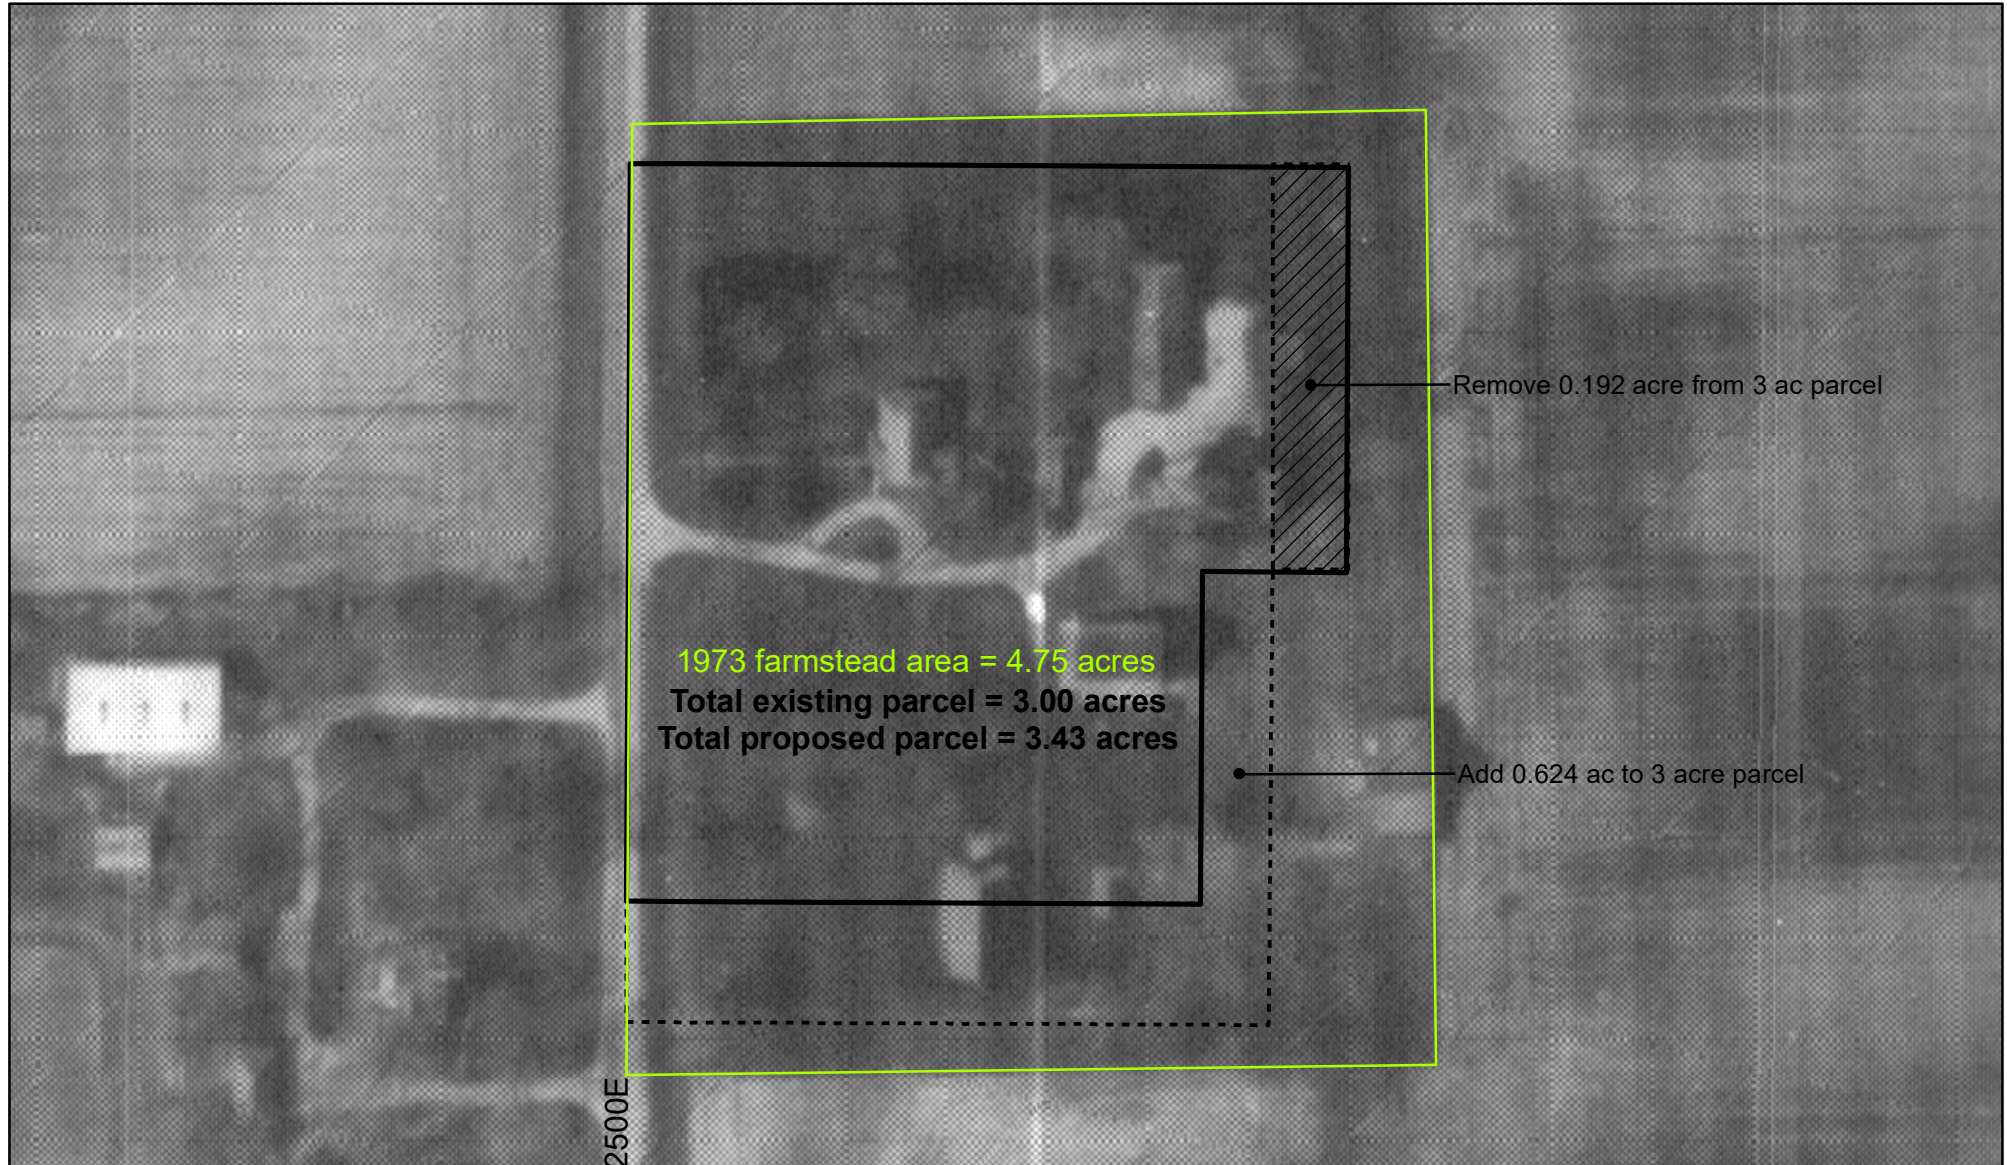 Remove 0.192 acre from 3 ac parcel
1973 farmstead area = 4.75 acres
Total existing parcel = 3.00 acres
Total proposed parcel = 3.43 acres
Add 0.624 ac to 3 acre parcel
2500E